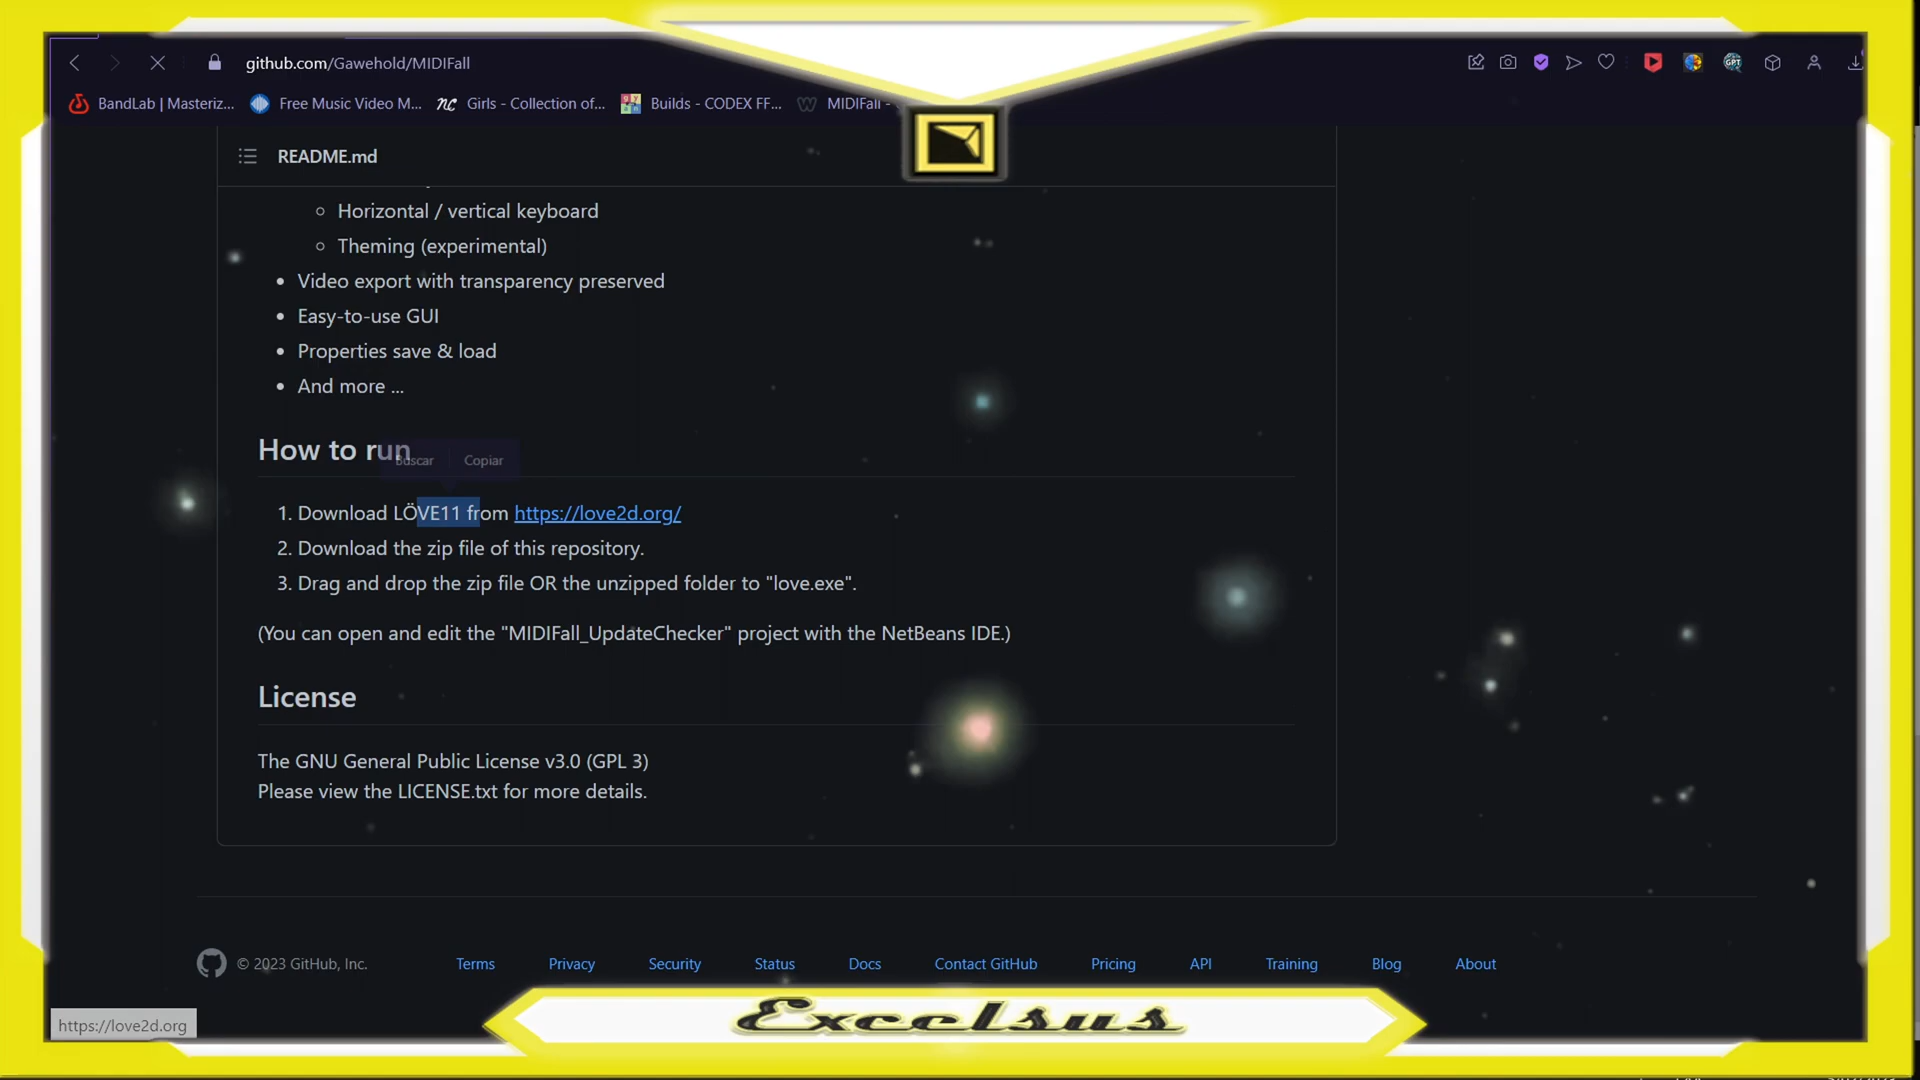 github.com/Gawehold/MIDIFall
BandLab | Masteriz... Free Music Video M... Girls - Collection of... Builds - CODEX FF... MIDIFall -
README.md
Horizontal / vertical keyboard
Theming (experimental)
Video export with transparency preserved
Easy-to-use GUI
Properties save & load
And more ...
How to run
Buscar Copiar
1. Download LÖVE11 from https://love2d.org/
2. Download the zip file of this repository.
3. Drag and drop the zip file OR the unzipped folder to "love.exe".
(You can open and edit the "MIDIFall_UpdateChecker" project with the NetBeans IDE.)
License
The GNU General Public License v3.0 (GPL 3)
Please view the LICENSE.txt for more details.
© 2023 GitHub, Inc. Terms Privacy Security Status Docs Contact GitHub Pricing API Training Blog About
https://love2d.org
Excelsus